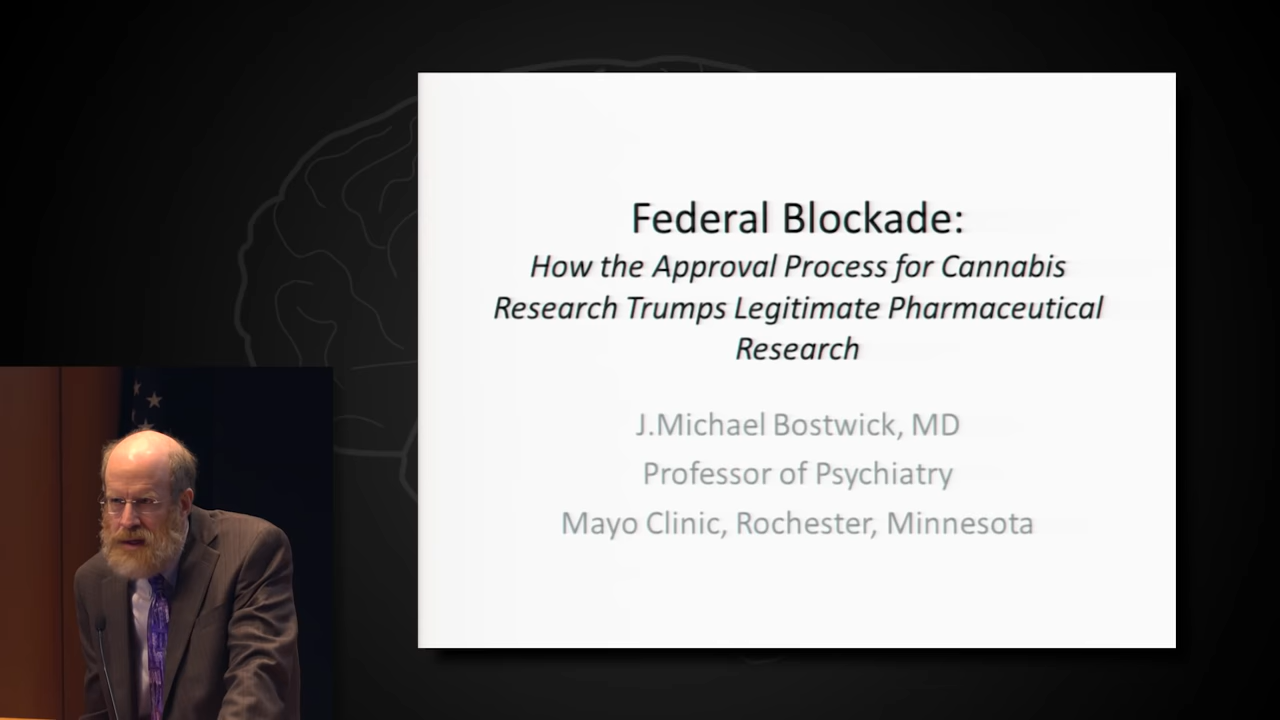 Federal Blockade:
How the Approval Process for Cannabis
Research Trumps Legitimate Pharmaceutical
Research
J.Michael Bostwick, MD
Professor of Psychiatry
Mayo Clinic, Rochester, Minnesota